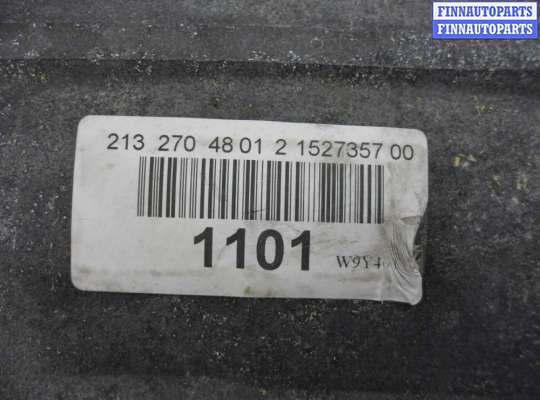 FINNAUTOPARTS
FINNAUTOPARTS
213 270 48 01 2 1527357 00
1101